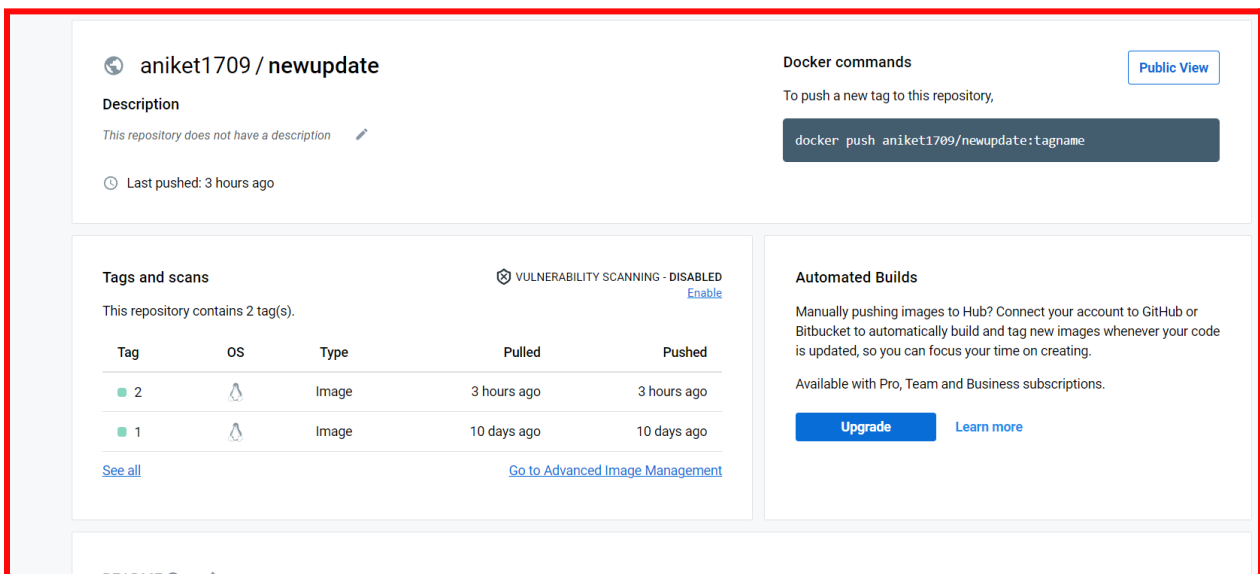 aniket1709 / newupdate
Description
This repository does not have a description
Last pushed: 3 hours ago
Docker commands
Public View
To push a new tag to this repository,
docker push aniket1709/newupdate:tagname
Tags and scans
VULNERABILITY SCANNING - DISABLED
Enable
This repository contains 2 tag(s).
Tag OS Type Pulled Pushed
2 Image 3 hours ago 3 hours ago
1 Image 10 days ago 10 days ago
See all
Go to Advanced Image Management
Automated Builds
Manually pushing images to Hub? Connect your account to GitHub or
Bitbucket to automatically build and tag new images whenever your code
is updated, so you can focus your time on creating.
Available with Pro, Team and Business subscriptions.
Upgrade Learn more